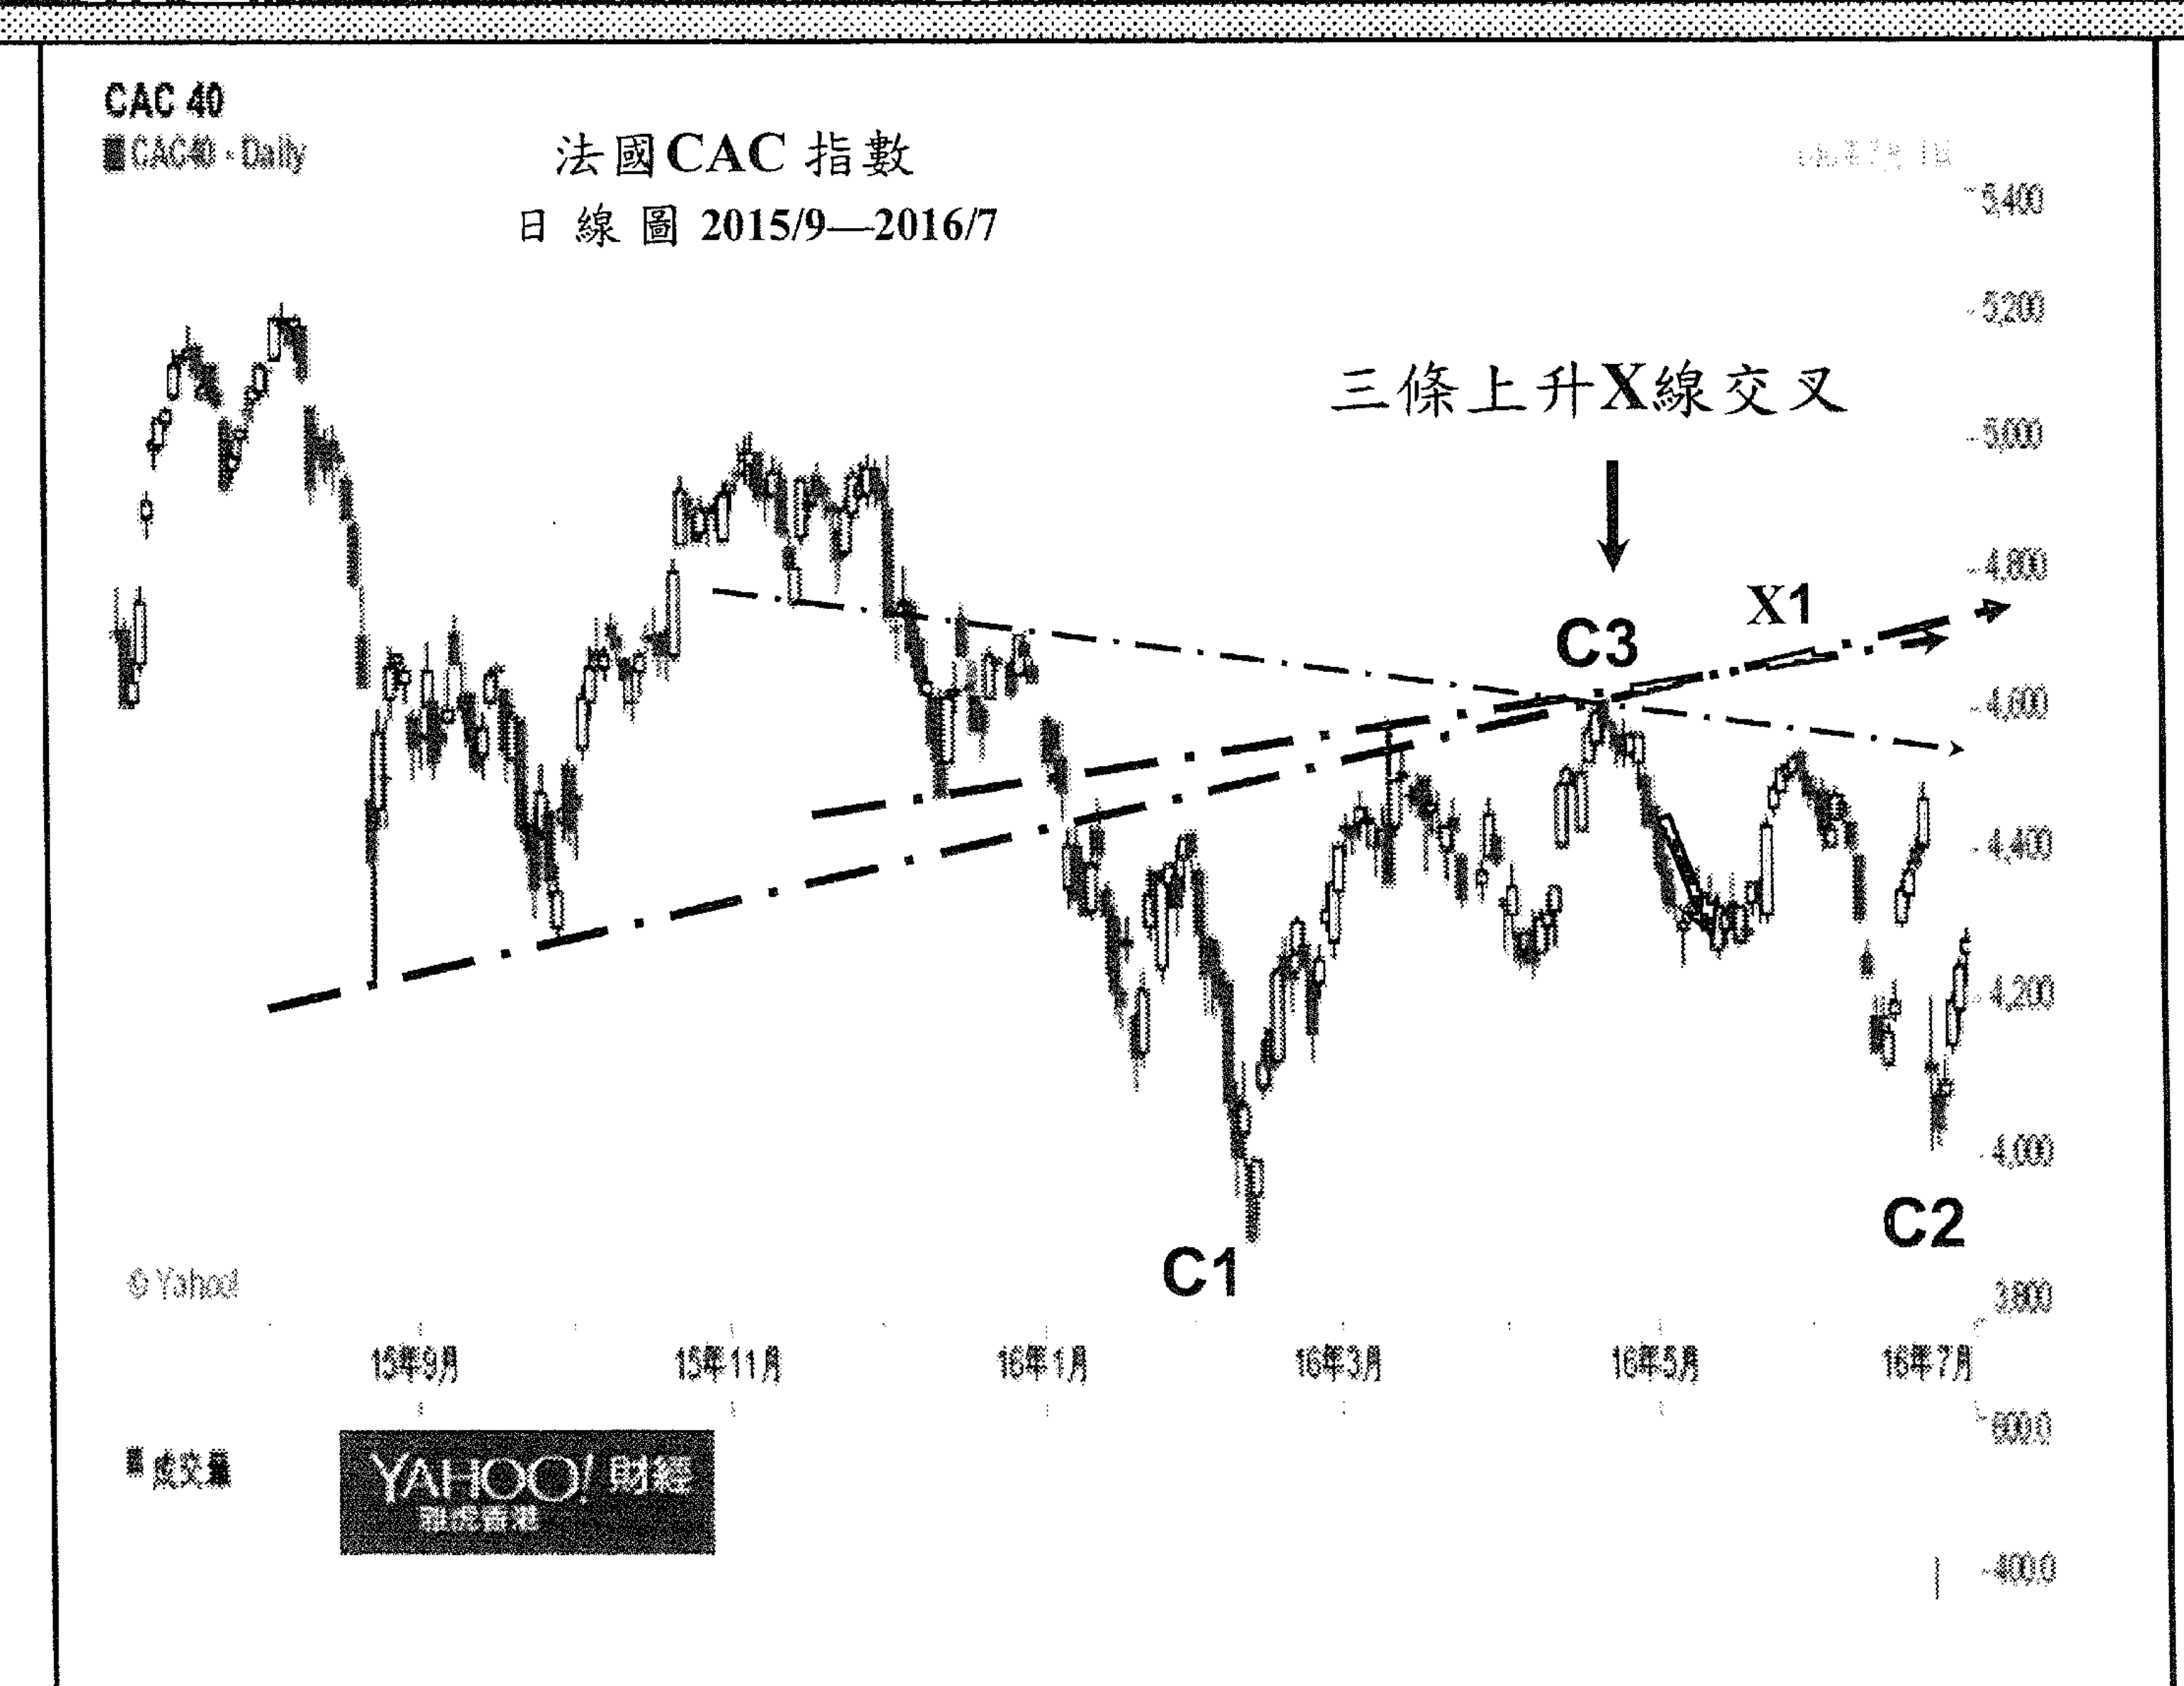 CAC 40
CAC40 - Daily
法國CAC 指數
日線圖 2015/9—2016/7
5,400
5,200
三條上升X線交叉
5,000
4,800
X1
C3
4,600
4,400
4,200
4,000
C2
C1
© Yahoo!
3,800
15年9月 15年11月 16年1月 16年3月 16年5月 16年7月
600.0
成交量
YAHOO! 財經
雅虎香港
400.0